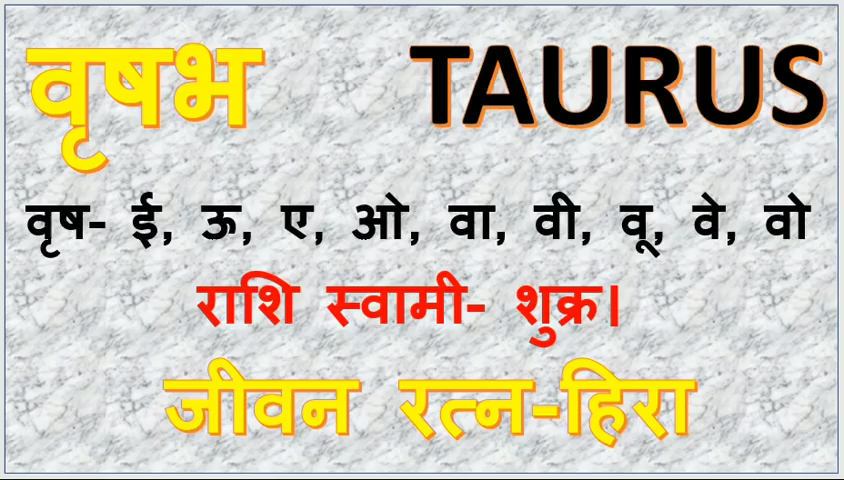 वृषभ TAURUS
वृष- ई, ऊ, ए, ओ, वा, वी, वू, वे, वो
राशि स्वामी- शुक्र।
जीवन रत्न-हिरा